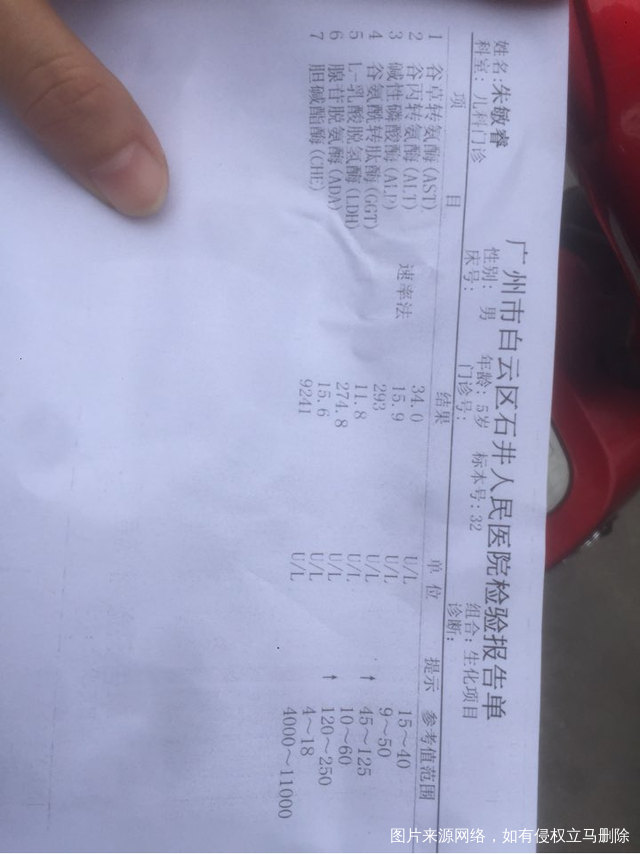 广州市白云区石井人民医院检验报告单
姓名:朱敏睿 性别: 男 年龄: 5岁 标本号: 32 组合: 生化项目
科室: 儿科门诊 床号: 门诊号: 诊断:
项 目 结果 单 位 提示 参考值范围
1 谷草转氨酶(AST) 34.0 U/L 15～40
2 谷丙转氨酶(ALT) 速率法 15.9 U/L 9～50
3 碱性磷酸酶(ALP) 293 U/L ↑ 45～125
4 谷氨酰转肽酶(GGT) 11.8 U/L 10～60
5 L-乳酸脱氢酶(LDH) 274.8 U/L ↑ 120～250
6 腺苷脱氨酶(ADA) 15.6 U/L 4～18
7 胆碱酯酶(CHE) 9241 U/L 4000～11000
图片来源网络，如有侵权立马删除